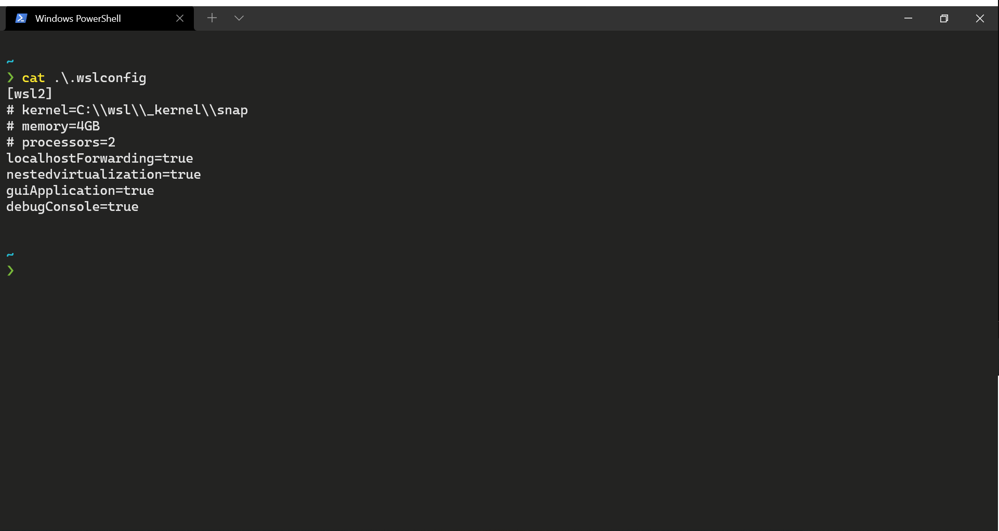 Windows PowerShell
~
❯ cat .\.wslconfig
[wsl2]
# kernel=C:\\wsl\\_kernel\\snap
# memory=4GB
# processors=2
localhostForwarding=true
nestedvirtualization=true
guiApplication=true
debugConsole=true
~
❯